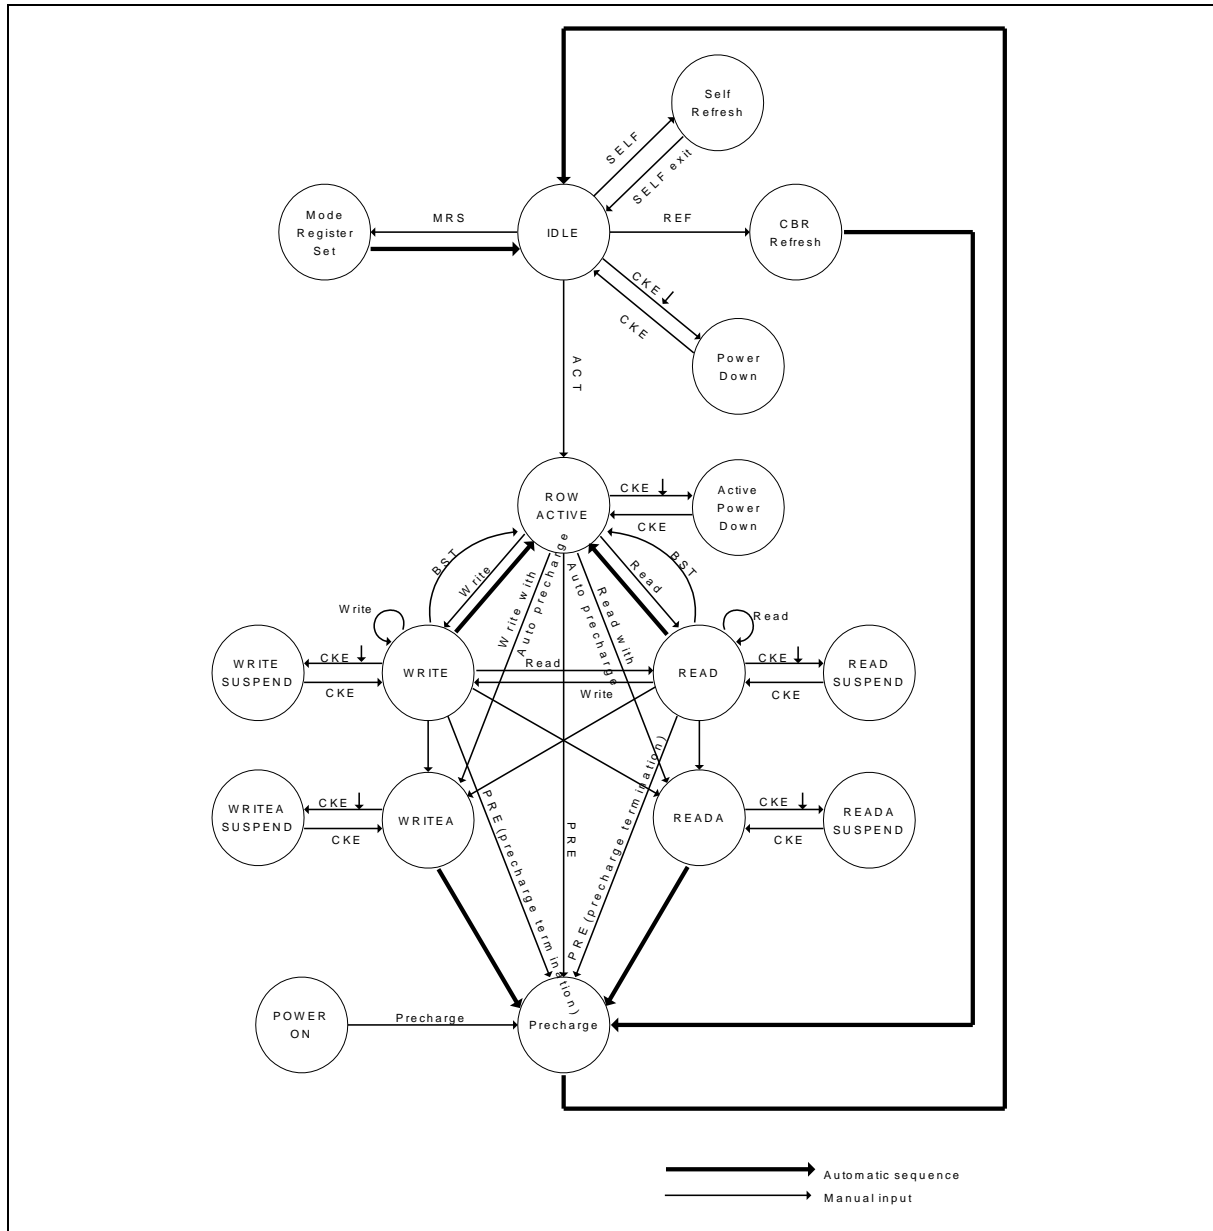 Self
Refresh
SELF
SELF exit
Mode
Register
Set
MRS
IDLE
REF
CBR
Refresh
CKE
CKE
Power
Down
ACT
ROW
ACTIVE
CKE
CKE
Active
Power
Down
BST
Write
Write with
Auto precharge
Auto precharge
Read with
Read
BST
Write
Read
WRITE
SUSPEND
CKE
CKE
WRITE
Read
Write
READ
CKE
CKE
READ
SUSPEND
WRITEA
SUSPEND
CKE
CKE
WRITEA
PRE (precharge termination)
PRE
PRE (precharge termination)
READA
CKE
CKE
READA
SUSPEND
POWER
ON
Precharge
Precharge
Automatic sequence
Manual input